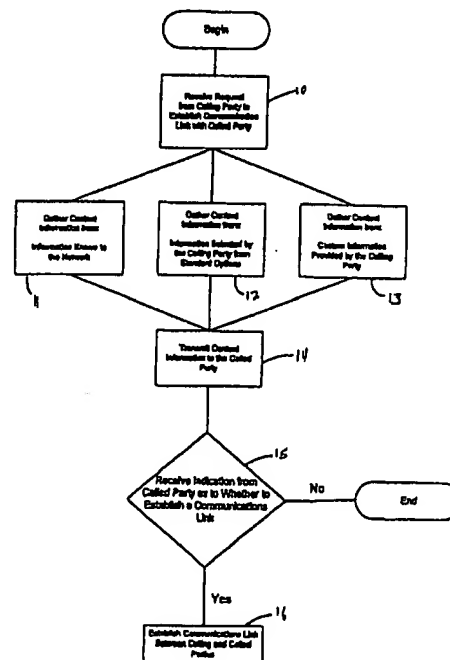 Begin
10
Receive Request
from Calling Party to
Establish Communication
Link with Called Party
Gather Context
Information from:
Information Known to
the Network
11
Gather Context
Information from:
Information Selected by
the Calling Party from
Standard Options
12
Gather Context
Information from:
Custom Information
Provided by the Calling
Party
13
Transmit Context
Information to the Called
Party
14
15
Receive Indication from
Called Party as to Whether to
Establish a Communications
Link
No
End
Yes
16
Establish Communications Link
Between Calling and Called
Parties